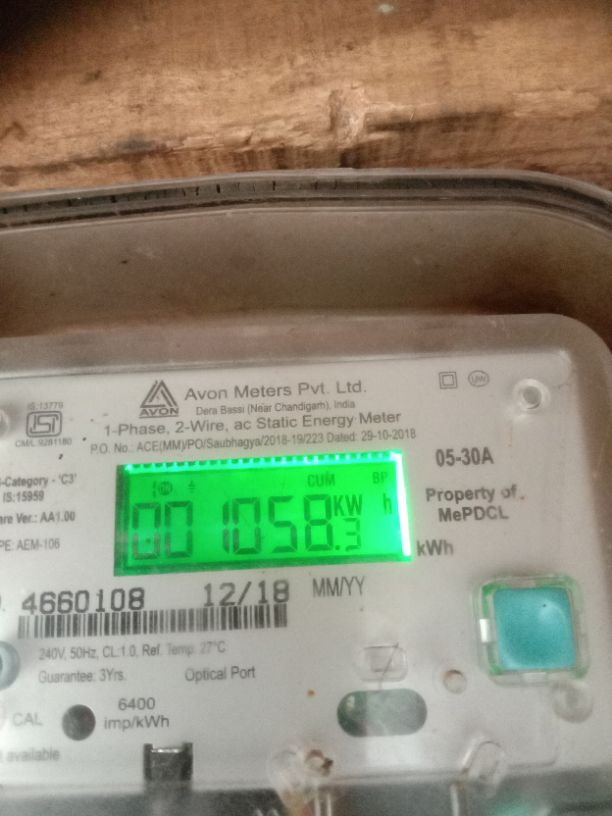 Avon Meters Pvt. Ltd.
AVON
Dera Bassi (Near Chandigarh), India
IS:13779
CM/L 9281180
1-Phase, 2-Wire, ac Static Energy Meter
P.O. No.: ACE(MM)/PO/Saubhagya/2018-19/223 Dated: 29-10-2018
-Category - 'C3'
IS:15959
are Ver.: AA1.00
PE: AEM-106
CUM BP
001058.3 KW h
kWh
05-30A
Property of
MePDCL
4660108 12/18 MM/YY
240V, 50Hz, CL:1.0, Ref. Temp. 27°C
Guarantee: 3Yrs. Optical Port
CAL
6400
imp/kWh
available